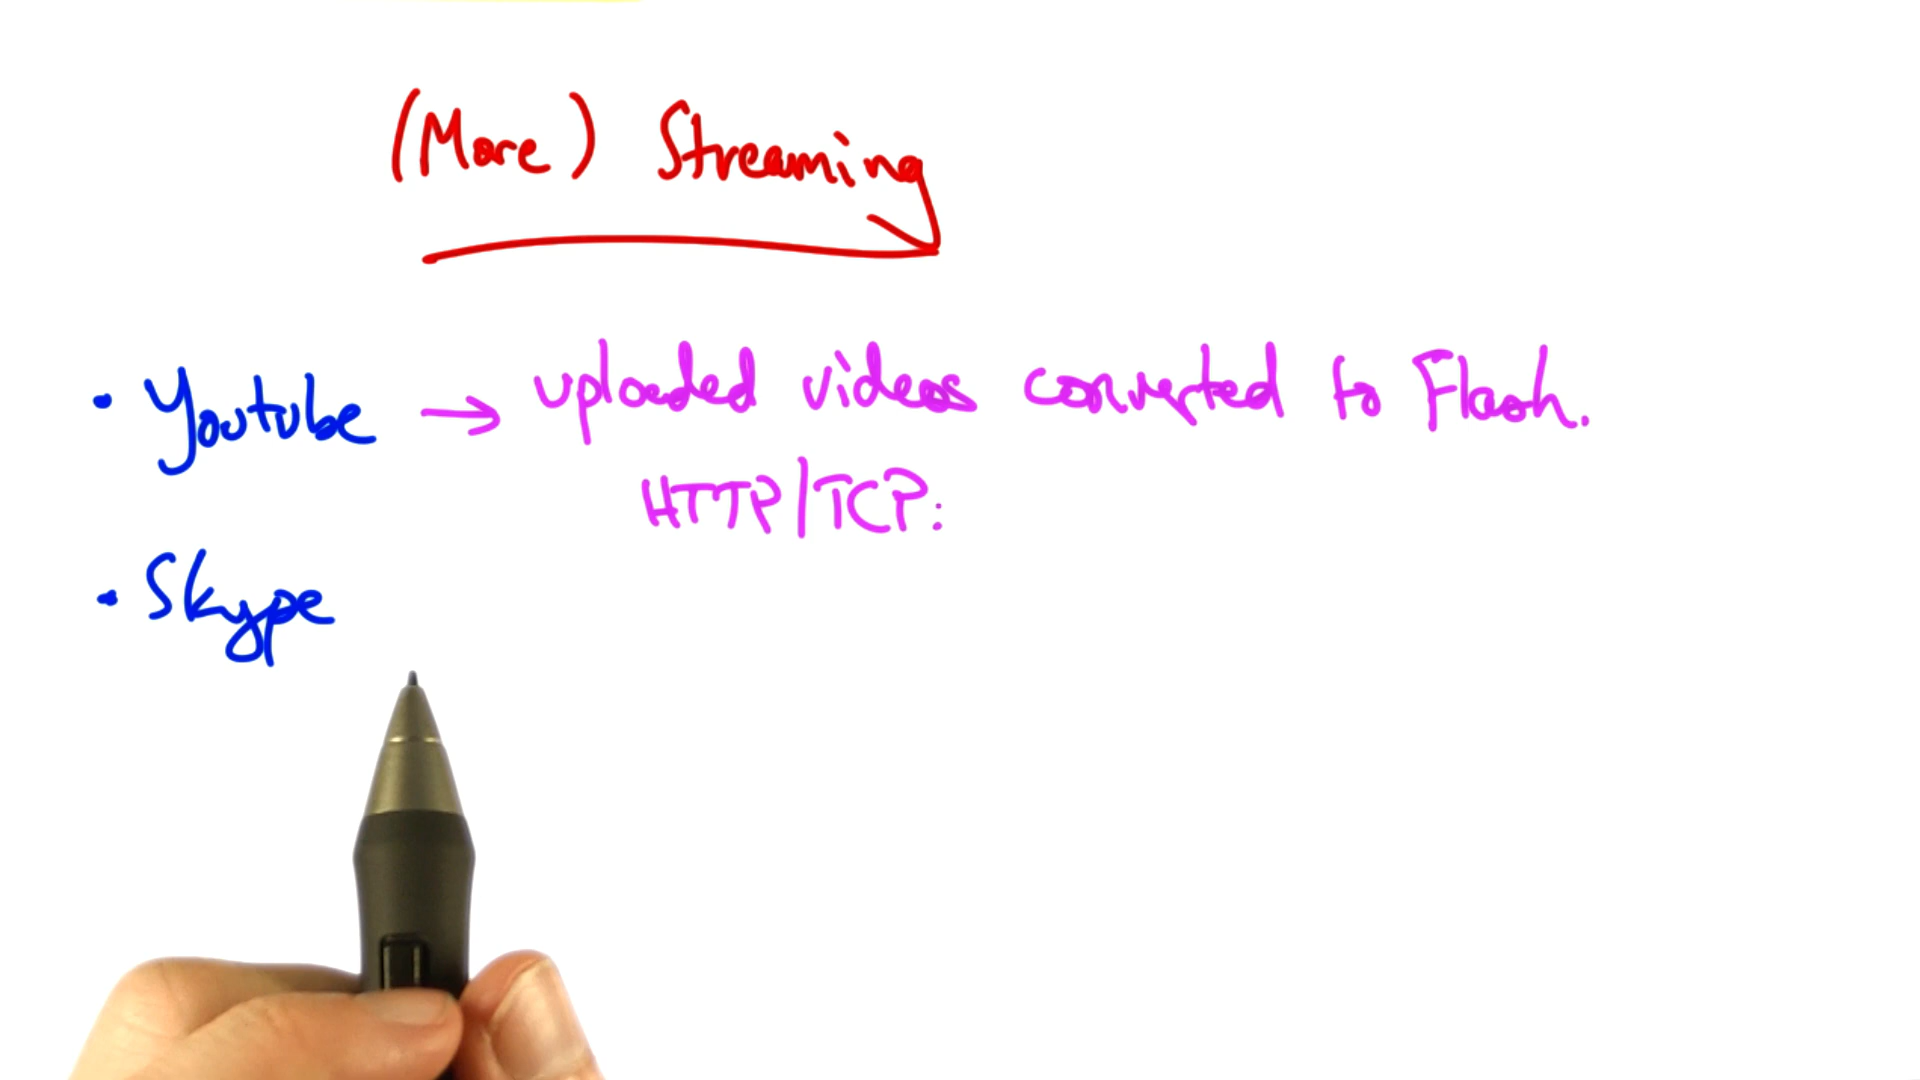 (More) Streaming
• Youtube → uploaded videos converted to Flash.
HTTP/TCP:
• Skype